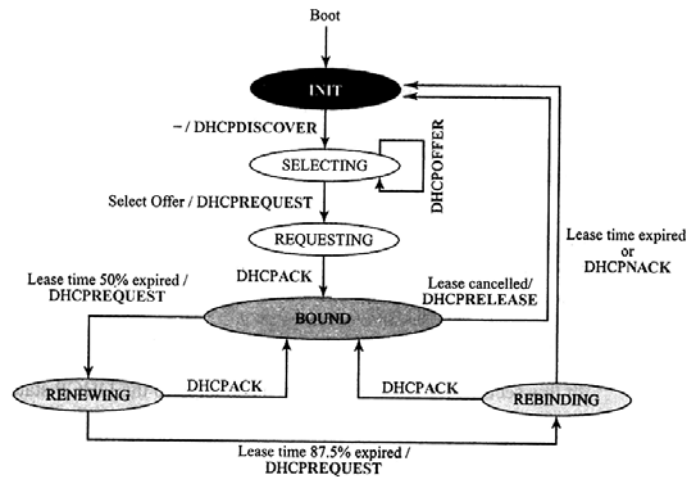 Boot
INIT
– / DHCPDISCOVER
SELECTING
DHCPOFFER
Select Offer / DHCPREQUEST
REQUESTING
Lease time expired
or
DHCPNACK
DHCPACK
Lease time 50% expired /
DHCPREQUEST
Lease cancelled/
DHCPRELEASE
BOUND
RENEWING
DHCPACK
DHCPACK
REBINDING
Lease time 87.5% expired /
DHCPREQUEST